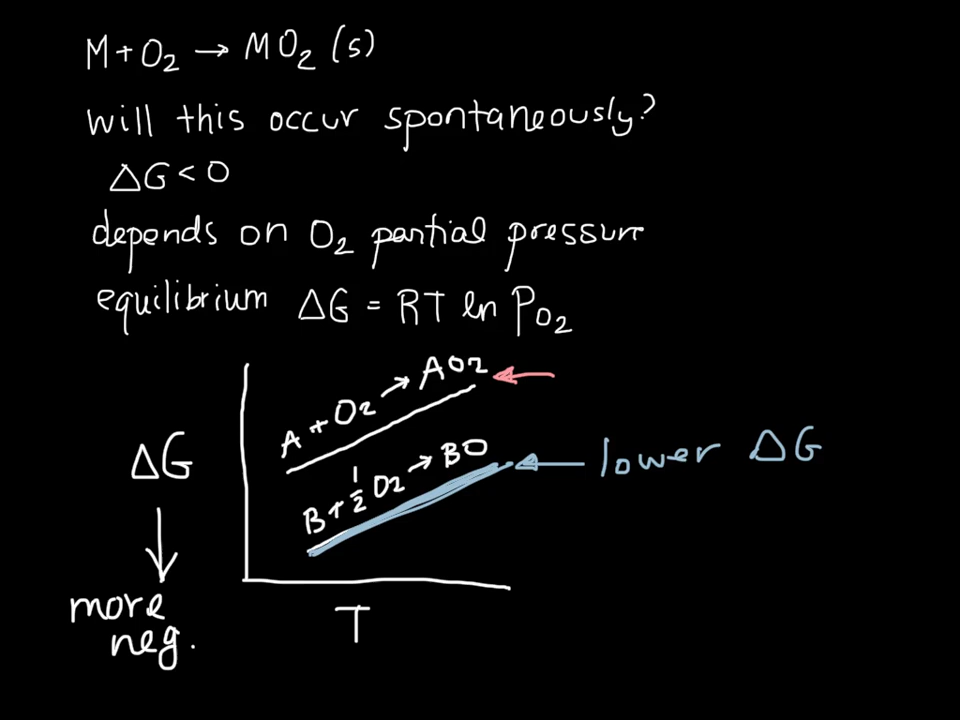 M + O₂ → MO₂ (s)
will this occur spontaneously?
ΔG < 0
depends on O₂ partial pressure
equilibrium ΔG = RT ln P_O₂
A + O₂ → AO₂
B + ½ O₂ → BO
lower ΔG
ΔG
more
neg.
T